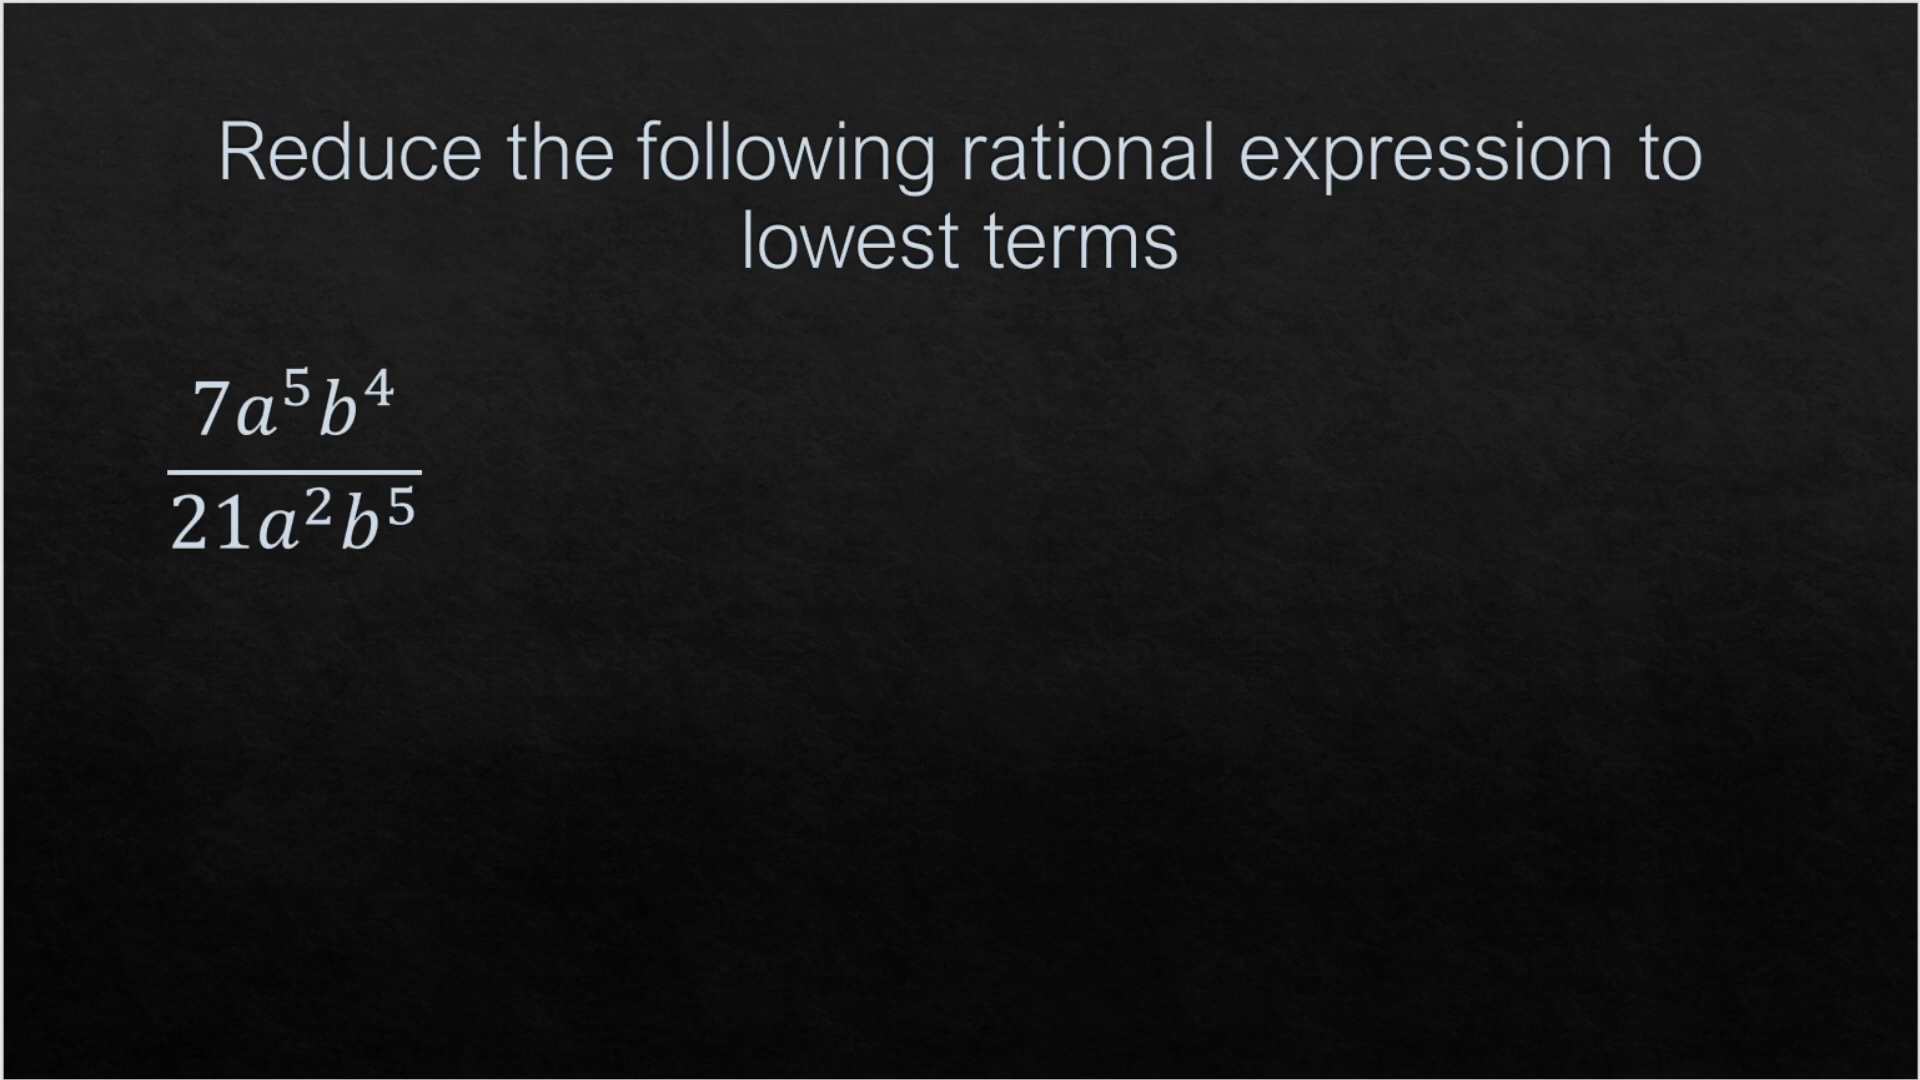 Reduce the following rational expression to
lowest terms
7a⁵b⁴
21a²b⁵